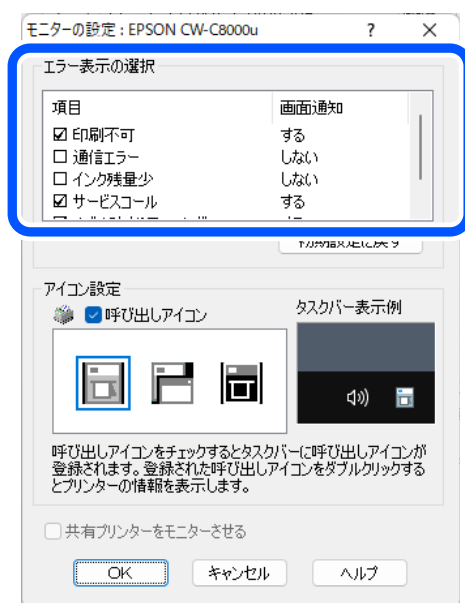 モニターの設定 : EPSON CW-C8000u
エラー表示の選択
項目 画面通知
印刷不可 する
通信エラー しない
インク残量少 しない
サービスコール する
アイコン設定
呼び出しアイコン
タスクバー表示例
呼び出しアイコンをチェックするとタスクバーに呼び出しアイコンが
登録されます。登録された呼び出しアイコンをダブルクリックする
とプリンターの情報を表示します。
共有プリンターをモニターさせる
OK キャンセル ヘルプ